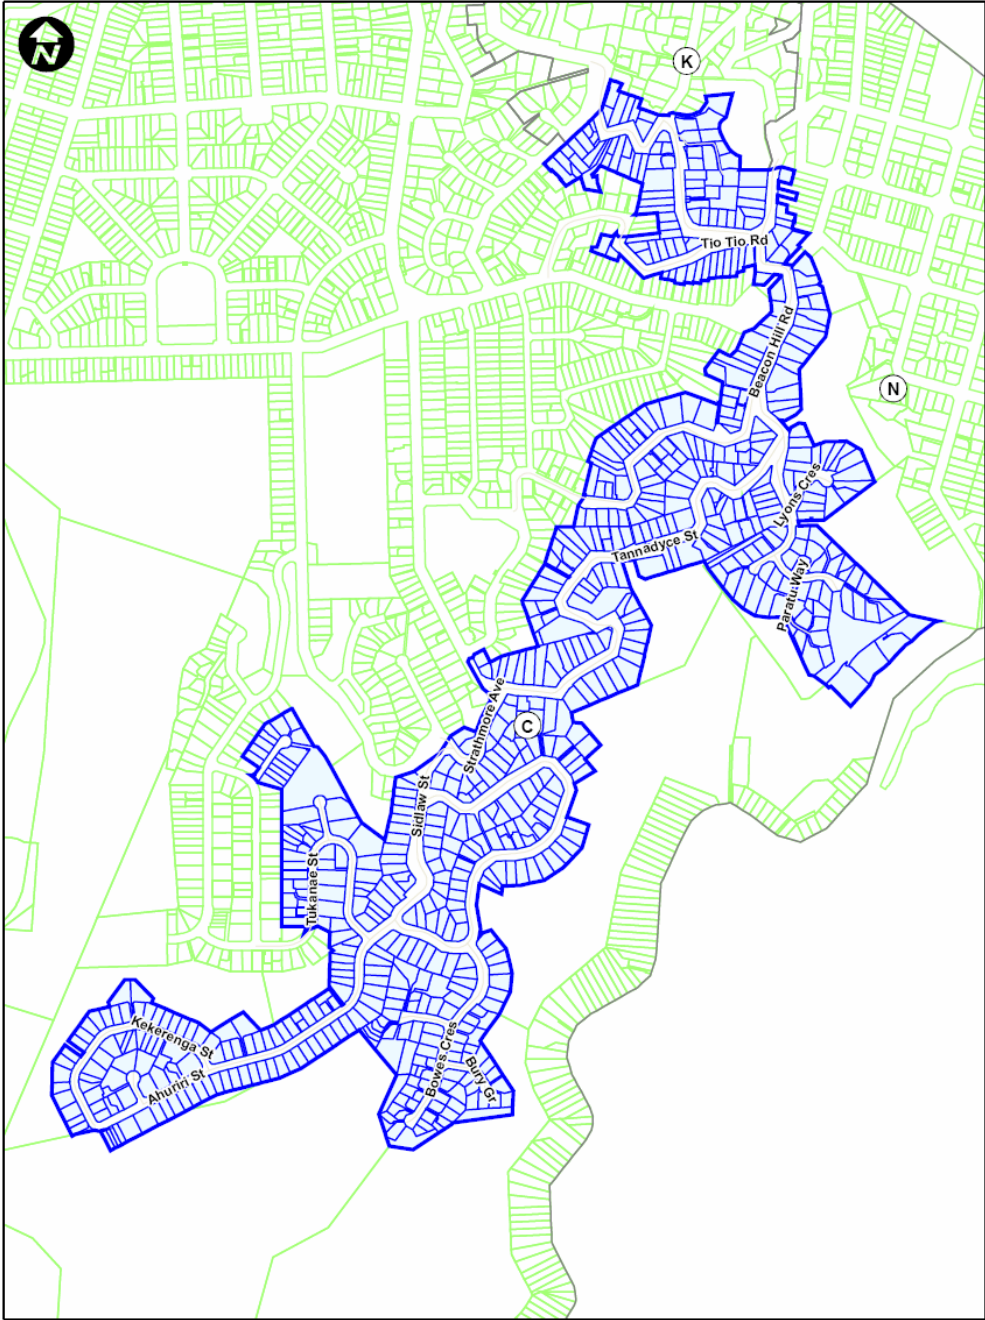 N
K
Tio Tio Rd
Beacon Hill Rd
N
Lyons Cres
Tannadyce St
Paratu Way
Strathmore Ave
C
Sidlaw St
Tukanae St
Kekerenga St
Ahuriri St
Bowes Cres
Bury Gr